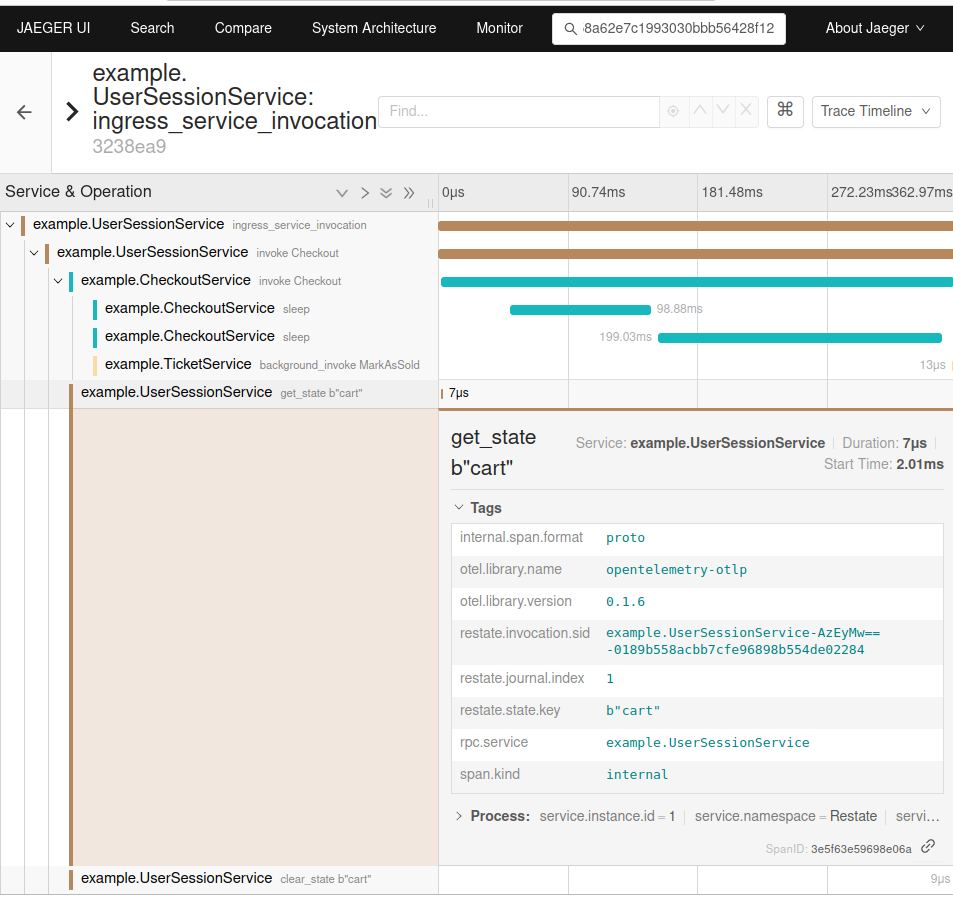 JAEGER UI Search Compare System Architecture Monitor 8a62e7c1993030bbb56428f12 About Jaeger
example.
UserSessionService:
ingress_service_invocation
3238ea9
Find...
⌘
Trace Timeline
Service & Operation 0μs 90.74ms 181.48ms 272.23ms 362.97ms
example.UserSessionService ingress_service_invocation
example.UserSessionService invoke Checkout
example.CheckoutService invoke Checkout
example.CheckoutService sleep 98.88ms
example.CheckoutService sleep 199.03ms
example.TicketService background_invoke MarkAsSold 13μs
example.UserSessionService get_state b"cart" 7μs
get_state
b"cart"
Service: example.UserSessionService Duration: 7μs
Start Time: 2.01ms
Tags
internal.span.format proto
otel.library.name opentelemetry-otlp
otel.library.version 0.1.6
restate.invocation.sid example.UserSessionService-AzEyMw==
-0189b558acbb7cfe96898b554de02284
restate.journal.index 1
restate.state.key b"cart"
rpc.service example.UserSessionService
span.kind internal
Process: service.instance.id = 1 service.namespace = Restate servi...
SpanID: 3e5f63e59698e06a
example.UserSessionService clear_state b"cart" 9μs